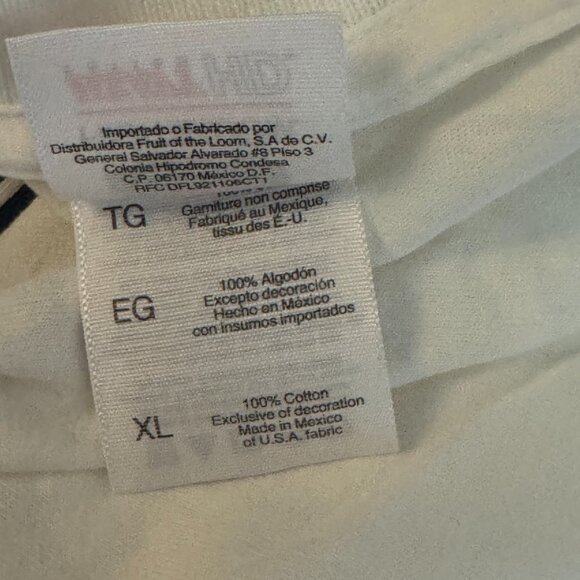 Importado o Fabricado por
Distribuidora Fruit of the Loom, S.A de C.V.
General Salvador Alvarado #8 Piso 3
Colonia Hipodromo Condesa
C.P. 06170 México D.F.
RFC DFL921106CT1
TG
Garniture non comprise
Fabriqué au Mexique,
tissu des É.-U.
EG
100% Algodón
Excepto decoración
Hecho en México
con insumos importados
XL
100% Cotton
Exclusive of decoration
Made in Mexico
of U.S.A. fabric